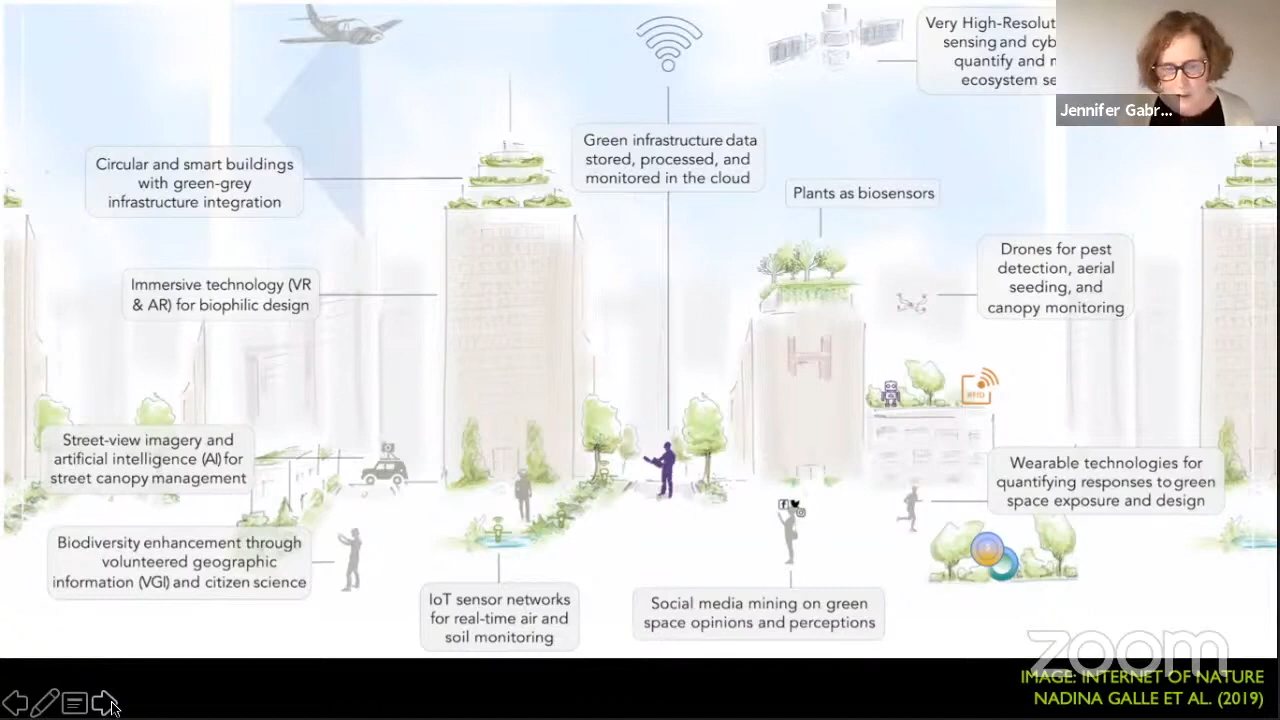 Very High-Resolut
sensing and cyb
quantify and m
ecosystem se
Jennifer Gabr...
Green infrastructure data
stored, processed, and
monitored in the cloud
Circular and smart buildings
with green-grey
infrastructure integration
Plants as biosensors
Drones for pest
detection, aerial
seeding, and
canopy monitoring
Immersive technology (VR
& AR) for biophilic design
H
RFID
Street-view imagery and
artificial intelligence (AI) for
street canopy management
Wearable technologies for
quantifying responses to green
space exposure and design
Biodiversity enhancement through
volunteered geographic
information (VGI) and citizen science
IoT sensor networks
for real-time air and
soil monitoring
Social media mining on green
space opinions and perceptions
zoom
IMAGE: INTERNET OF NATURE
NADINA GALLE ET AL. (2019)